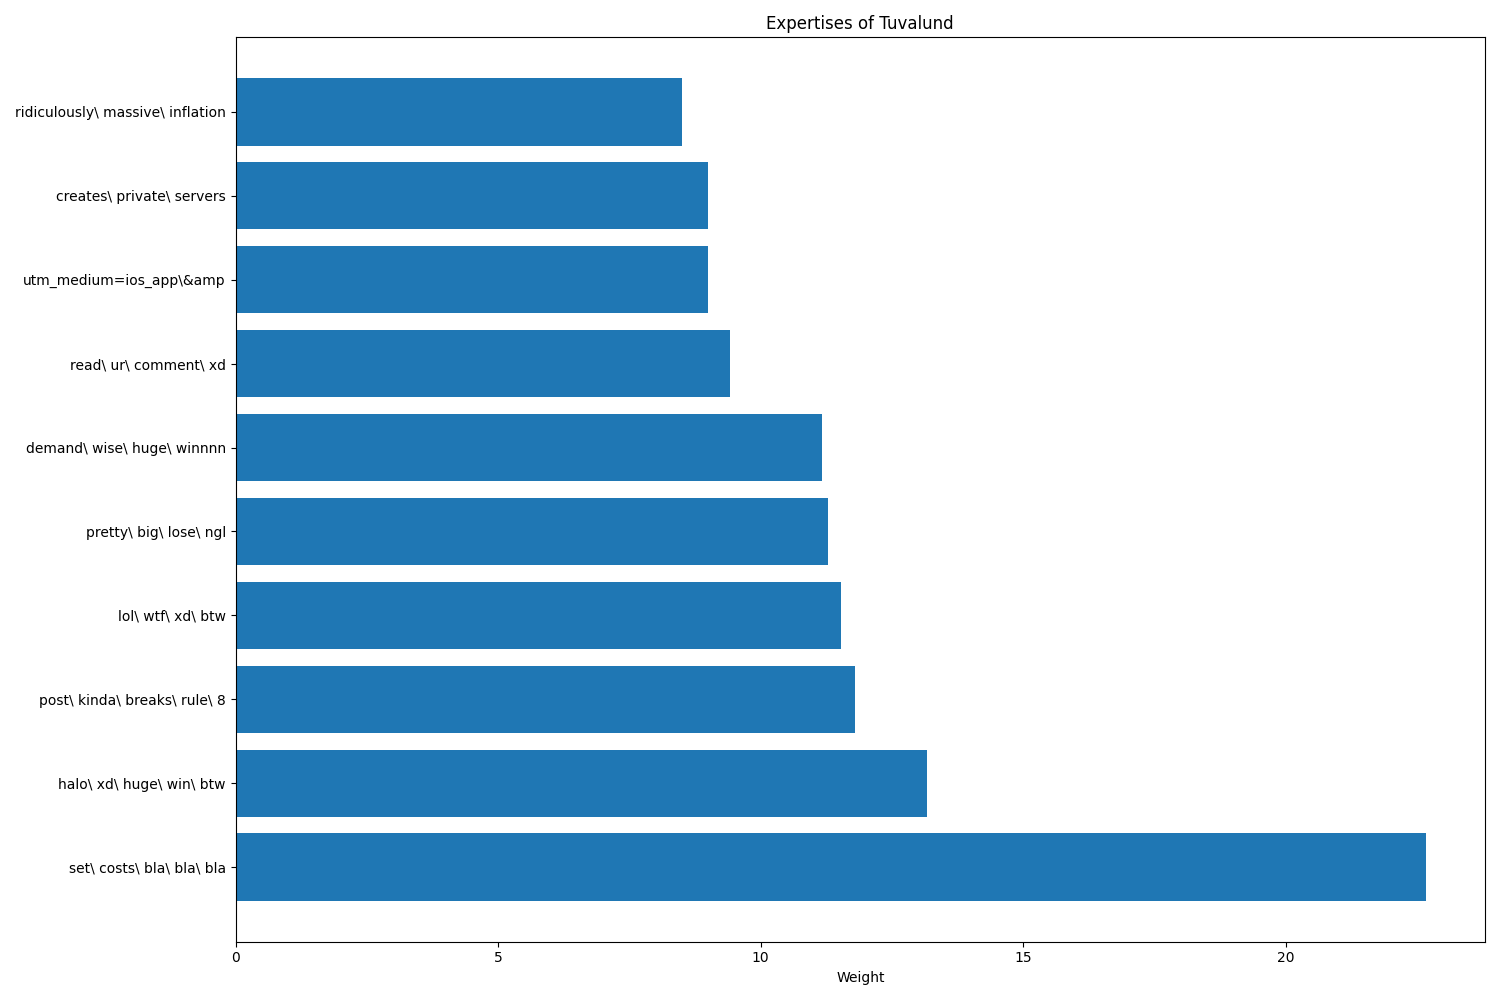 Expertises of Tuvalund
ridiculously\ massive\ inflation
creates\ private\ servers
utm_medium=ios_app\&amp
read\ ur\ comment\ xd
demand\ wise\ huge\ winnnn
pretty\ big\ lose\ ngl
lol\ wtf\ xd\ btw
post\ kinda\ breaks\ rule\ 8
halo\ xd\ huge\ win\ btw
set\ costs\ bla\ bla\ bla
0 5 10 15 20
Weight